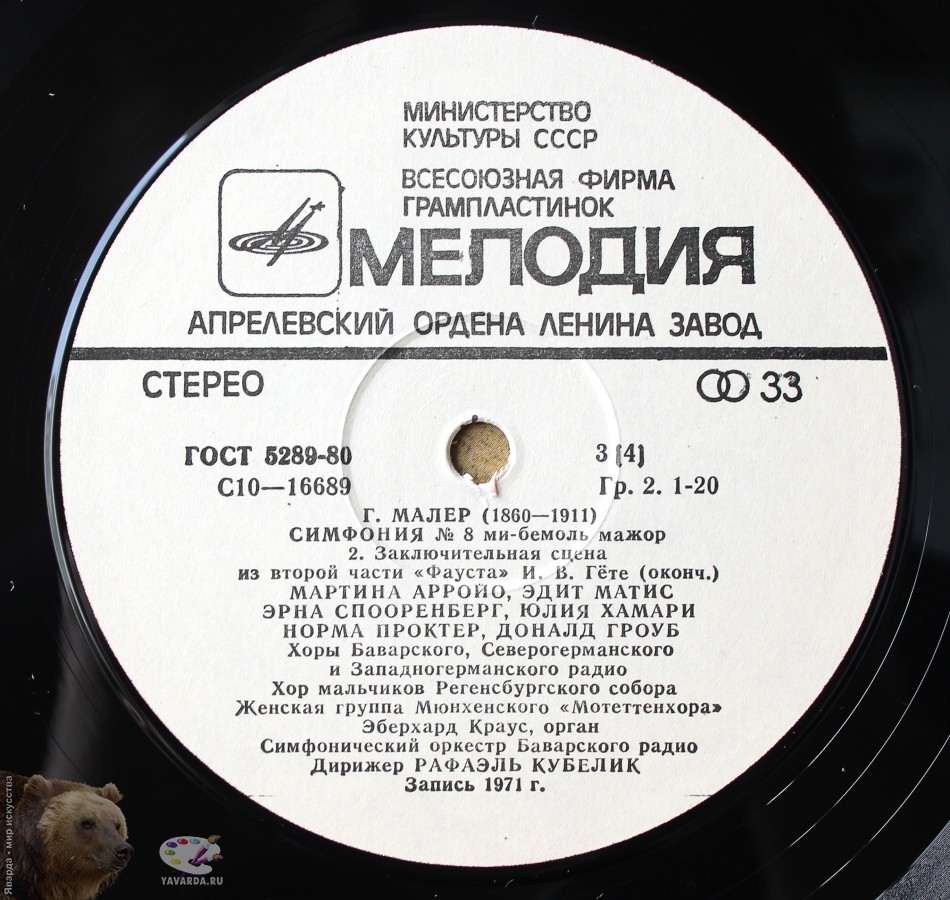 МИНИСТЕРСТВО
КУЛЬТУРЫ СССР
ВСЕСОЮЗНАЯ ФИРМА
ГРАМПЛАСТИНОК
МЕЛОДИЯ
АПРЕЛЕВСКИЙ ОРДЕНА ЛЕНИНА ЗАВОД
СТЕРЕО 33
ГОСТ 5289-80 3 (4)
С10—16689 Гр. 2. 1-20
Г. МАЛЕР (1860—1911)
СИМФОНИЯ № 8 ми-бемоль мажор
2. Заключительная сцена
из второй части «Фауста» И. В. Гёте (оконч.)
МАРТИНА АРРОЙО, ЭДИТ МАТИС
ЭРНА СПООРЕНБЕРГ, ЮЛИЯ ХАМАРИ
НОРМА ПРОКТЕР, ДОНАЛД ГРОУБ
Хоры Баварского, Северогерманского
и Западногерманского радио
Хор мальчиков Регенсбургского собора
Женская группа Мюнхенского «Мотеттенхора»
Эберхард Краус, орган
Симфонический оркестр Баварского радио
Дирижер РАФАЭЛЬ КУБЕЛИК
Запись 1971 г.
Яварда - мир искусства
YAVARDA.RU